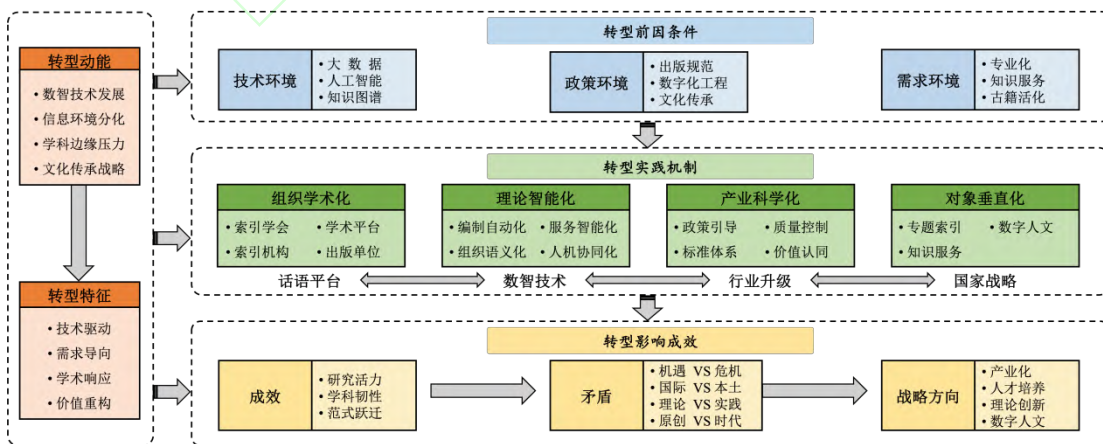 转型动能
• 数智技术发展
• 信息环境分化
• 学科边缘压力
• 文化传承战略
转型特征
• 技术驱动
• 需求导向
• 学术响应
• 价值重构
转型前因条件
技术环境
• 大 数 据
• 人工智能
• 知识图谱
政策环境
• 出版规范
• 数字化工程
• 文化传承
需求环境
• 专业化
• 知识服务
• 古籍活化
转型实践机制
组织学术化
• 索引学会 • 学术平台
• 索引机构 • 出版单位
理论智能化
• 编制自动化 • 服务智能化
• 组织语义化 • 人机协同化
产业科学化
• 政策引导 • 质量控制
• 标准体系 • 价值认同
对象垂直化
• 专题索引 • 数字人文
• 知识服务
话语平台 数智技术 行业升级 国家战略
转型影响成效
成效
• 研究活力
• 学科韧性
• 范式跃迁
矛盾
• 机遇 VS 危机
• 国际 VS 本土
• 理论 VS 实践
• 原创 VS 时代
战略方向
• 产业化
• 人才培养
• 理论创新
• 数字人文